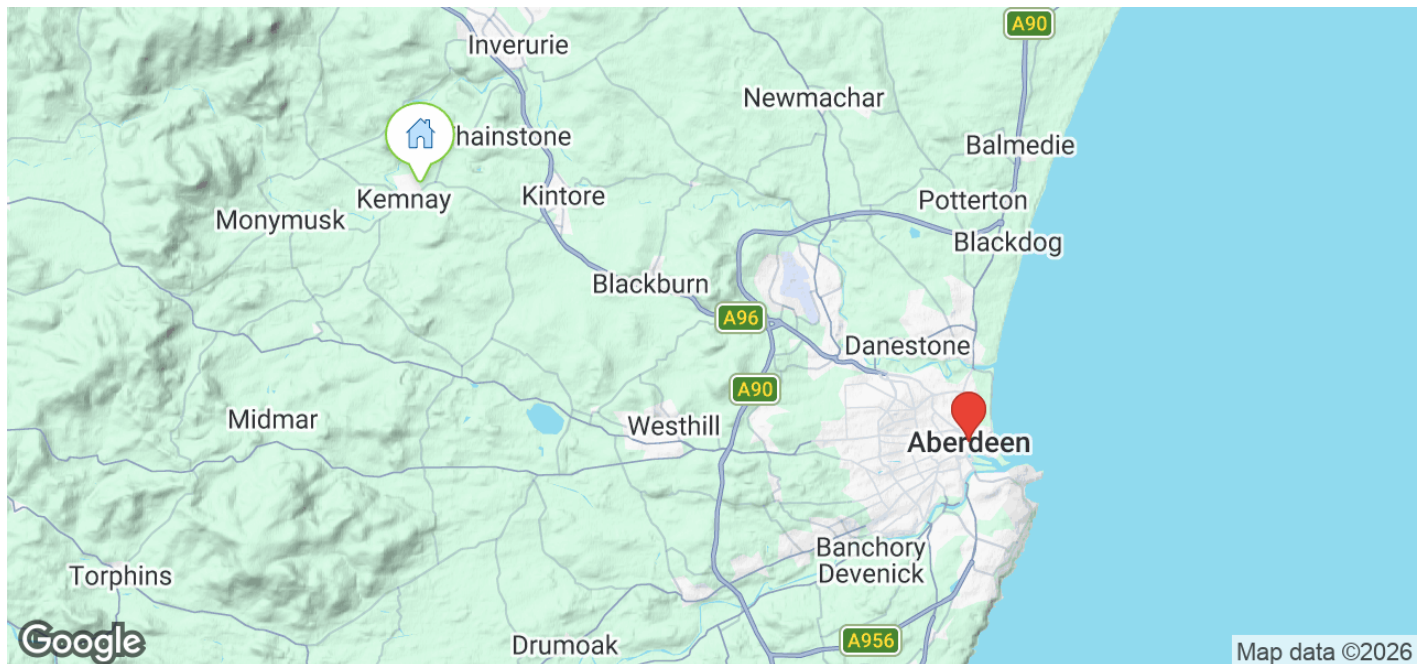 A90
Inverurie
Newmachar
hainstone
Balmedie
Kemnay
Kintore
Potterton
Monymusk
Blackdog
Blackburn
A96
Danestone
A90
Midmar
Westhill
Aberdeen
Banchory
Devenick
Torphins
Drumoak
A956
Google
Map data ©2026